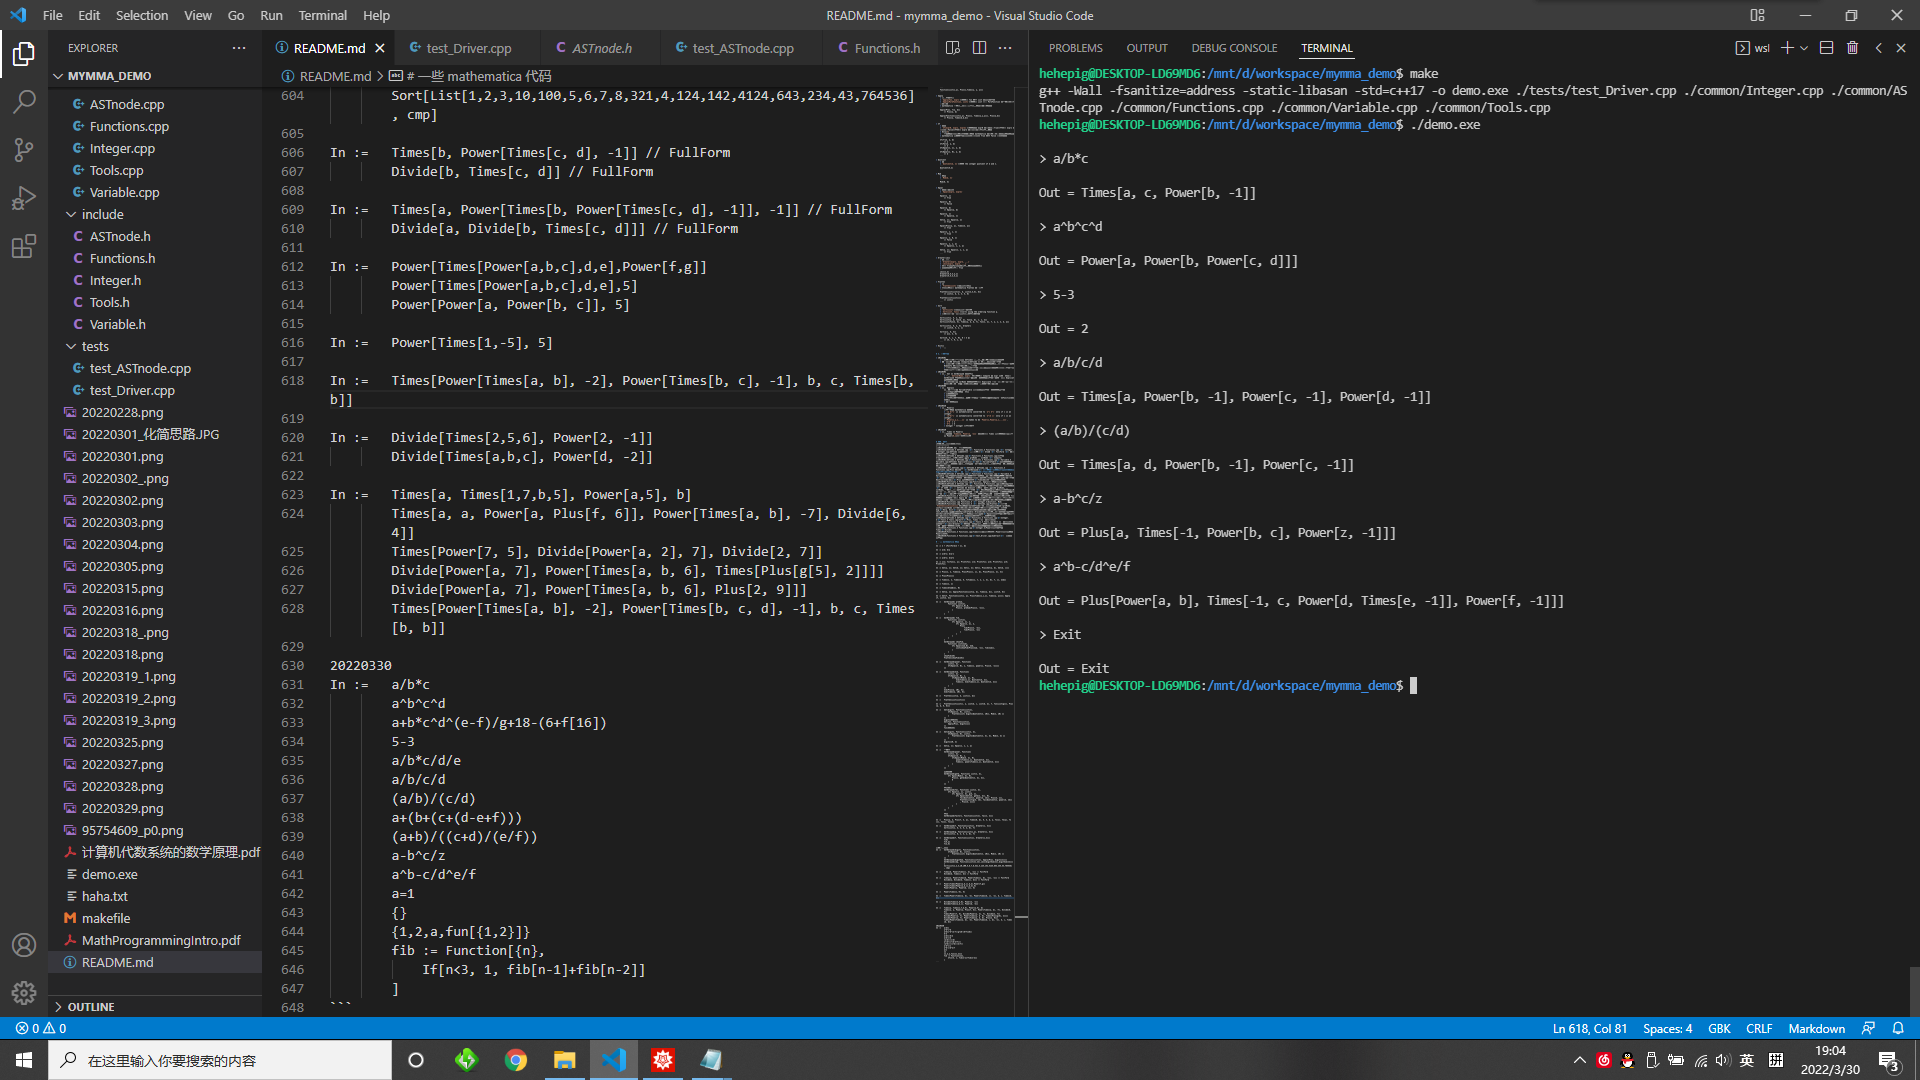 File Edit Selection View Go Run Terminal Help
README.md - mymma_demo - Visual Studio Code
EXPLORER
MYMMA_DEMO
ASTnode.cpp
Functions.cpp
Integer.cpp
Tools.cpp
Variable.cpp
include
ASTnode.h
Functions.h
Integer.h
Tools.h
Variable.h
tests
test_ASTnode.cpp
test_Driver.cpp
20220228.png
20220301_化简思路.JPG
20220301.png
20220302_.png
20220302.png
20220303.png
20220304.png
20220305.png
20220315.png
20220316.png
20220318_.png
20220318.png
20220319_1.png
20220319_2.png
20220319_3.png
20220325.png
20220327.png
20220328.png
20220329.png
95754609_p0.png
计算机代数系统的数学原理.pdf
demo.exe
haha.txt
makefile
MathProgrammingIntro.pdf
README.md
OUTLINE
README.md test_Driver.cpp ASTnode.h test_ASTnode.cpp Functions.h
README.md > # 一些 mathematica 代码
604 Sort[List[1,2,3,10,100,5,6,7,8,321,4,124,142,4124,643,234,43,764536]
, cmp]
605
606 In := Times[b, Power[Times[c, d], -1]] // FullForm
607 Divide[b, Times[c, d]] // FullForm
608
609 In := Times[a, Power[Times[b, Power[Times[c, d], -1]], -1]] // FullForm
610 Divide[a, Divide[b, Times[c, d]]] // FullForm
611
612 In := Power[Times[Power[a,b,c],d,e],Power[f,g]]
613 Power[Times[Power[a,b,c],d,e],5]
614 Power[Power[a, Power[b, c]], 5]
615
616 In := Power[Times[1,-5], 5]
617
618 In := Times[Power[Times[a, b], -2], Power[Times[b, c], -1], b, c, Times[b,
b]]
619
620 In := Divide[Times[2,5,6], Power[2, -1]]
621 Divide[Times[a,b,c], Power[d, -2]]
622
623 In := Times[a, Times[1,7,b,5], Power[a,5], b]
624 Times[a, a, Power[a, Plus[f, 6]], Power[Times[a, b], -7], Divide[6,
4]]
625 Times[Power[7, 5], Divide[Power[a, 2], 7], Divide[2, 7]]
626 Divide[Power[a, 7], Power[Times[a, b, 6], Times[Plus[g[5], 2]]]]
627 Divide[Power[a, 7], Power[Times[a, b, 6], Plus[2, 9]]]
628 Times[Power[Times[a, b], -2], Power[Times[b, c, d], -1], b, c, Times
[b, b]]
629
630 20220330
631 In := a/b*c
632 a^b^c^d
633 a+b*c^d^(e-f)/g+18-(6+f[16])
634 5-3
635 a/b*c/d/e
636 a/b/c/d
637 (a/b)/(c/d)
638 a+(b+(c+(d-e+f)))
639 (a+b)/((c+d)/(e/f))
640 a-b^c/z
641 a^b-c/d^e/f
642 a=1
643 {}
644 {1,2,a,fun[{1,2}]}
645 fib := Function[{n},
646 If[n<3, 1, fib[n-1]+fib[n-2]]
647 ]
648 ```
PROBLEMS OUTPUT DEBUG CONSOLE TERMINAL
wsl
hehepig@DESKTOP-LD69MD6:/mnt/d/workspace/mymma_demo$ make
g++ -Wall -fsanitize=address -static-libasan -std=c++17 -o demo.exe ./tests/test_Driver.cpp ./common/Integer.cpp ./common/AS
Tnode.cpp ./common/Functions.cpp ./common/Variable.cpp ./common/Tools.cpp
hehepig@DESKTOP-LD69MD6:/mnt/d/workspace/mymma_demo$ ./demo.exe
> a/b*c
Out = Times[a, c, Power[b, -1]]
> a^b^c^d
Out = Power[a, Power[b, Power[c, d]]]
> 5-3
Out = 2
> a/b/c/d
Out = Times[a, Power[b, -1], Power[c, -1], Power[d, -1]]
> (a/b)/(c/d)
Out = Times[a, d, Power[b, -1], Power[c, -1]]
> a-b^c/z
Out = Plus[a, Times[-1, Power[b, c], Power[z, -1]]]
> a^b-c/d^e/f
Out = Plus[Power[a, b], Times[-1, c, Power[d, Times[e, -1]], Power[f, -1]]]
> Exit
Out = Exit
hehepig@DESKTOP-LD69MD6:/mnt/d/workspace/mymma_demo$
0 0
Ln 618, Col 81 Spaces: 4 GBK CRLF Markdown
在这里输入你要搜索的内容
英
拼
19:04
2022/3/30
3